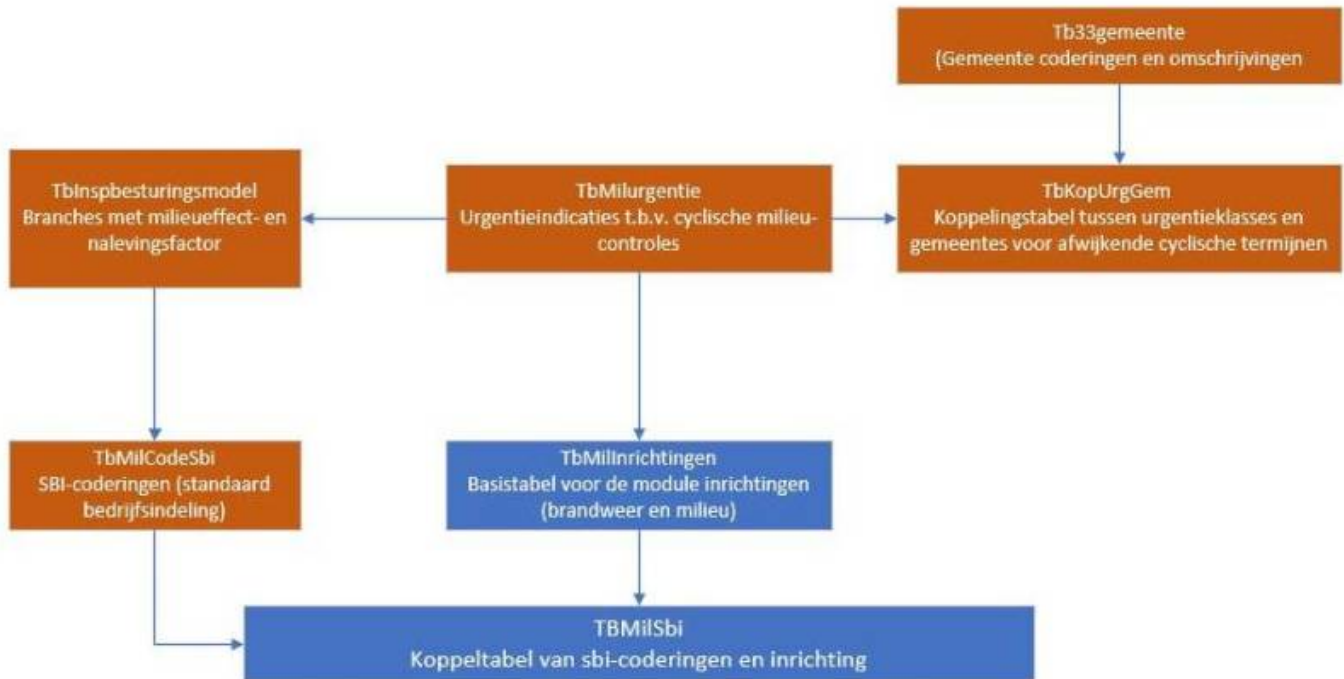 Tb33gemeente
(Gemeente coderingen en omschrijvingen
TbInspbesturingsmodel
Branches met milieueffect- en
nalevingsfactor
TbMilurgentie
Urgentieindicaties t.b.v. cyclische milieu-
controles
TbKopUrgGem
Koppelingstabel tussen urgentieklasses en
gemeentes voor afwijkende cyclische termijnen
TbMilCodeSbi
SBI-coderingen (standaard
bedrijfsindeling)
TbMilInrichtingen
Basistabel voor de module inrichtingen
(brandweer en milieu)
TBMilSbi
Koppeltabel van sbi-coderingen en inrichting